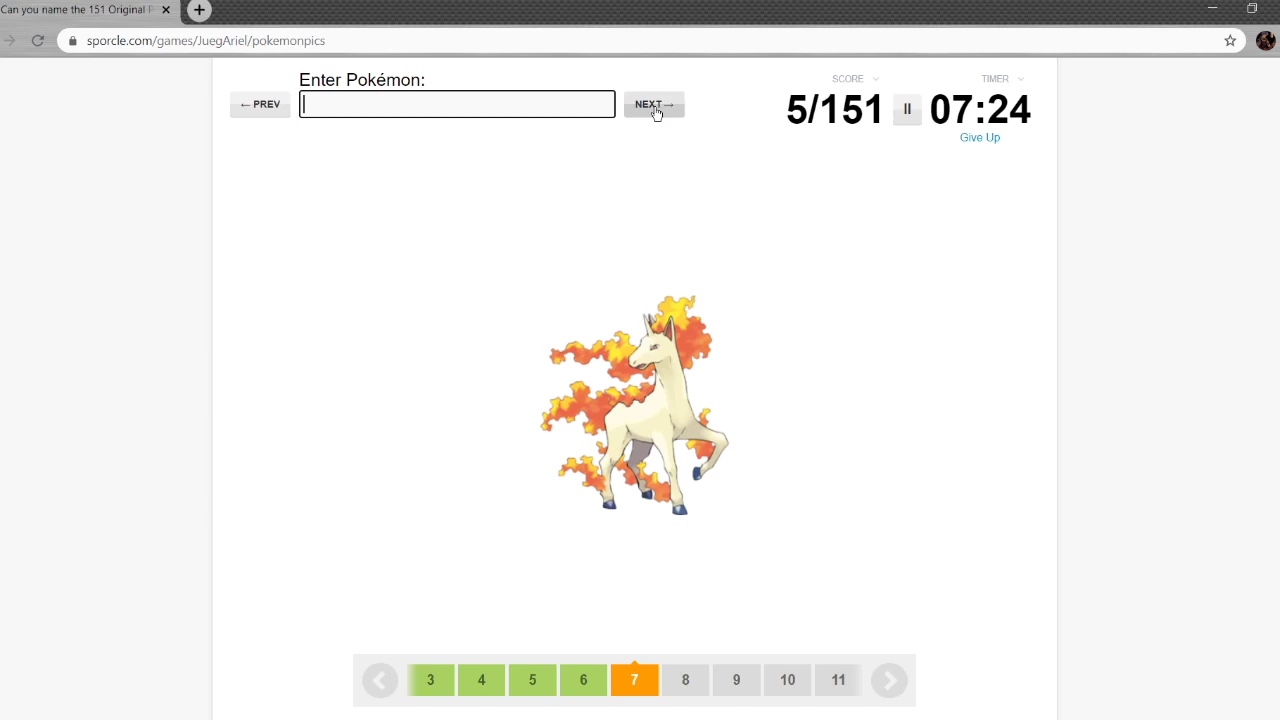 Can you name the 151 Original P
sporcle.com/games/JuegAriel/pokemonpics
Enter Pokémon:
← PREV
NEXT →
SCORE
5/151
TIMER
07:24
Give Up
3 4 5 6 7 8 9 10 11